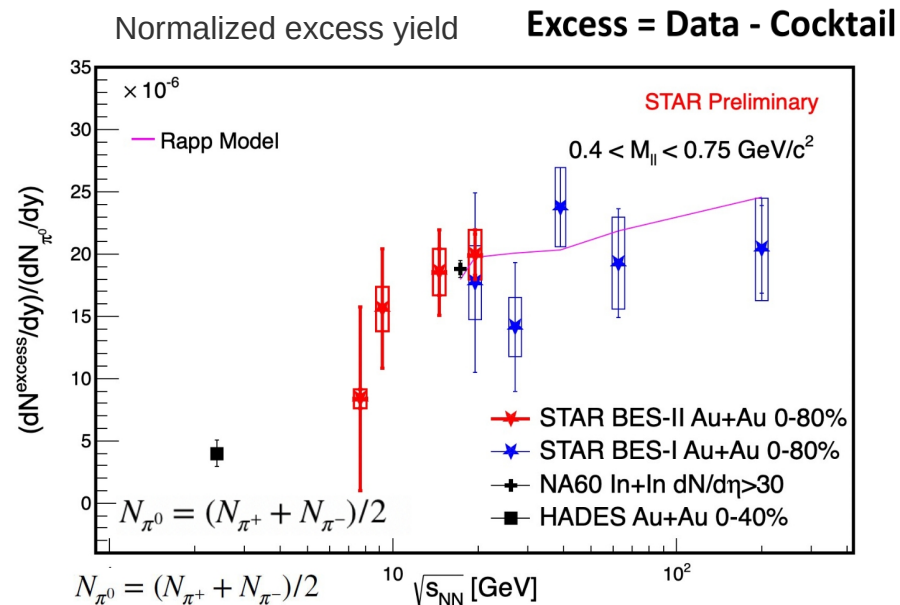 Normalized excess yield
Excess = Data - Cocktail
35
30
25
20
15
10
5
0
× 10⁻⁶
STAR Preliminary
Rapp Model
0.4 < M_ll < 0.75 GeV/c²
(dN^excess/dy)/(dN_π⁰/dy)
STAR BES-II Au+Au 0-80%
STAR BES-I Au+Au 0-80%
NA60 In+In dN/dη>30
HADES Au+Au 0-40%
N_π⁰ = (N_π⁺ + N_π⁻)/2
10
10²
√s_NN [GeV]
N_π⁰ = (N_π⁺ + N_π⁻)/2